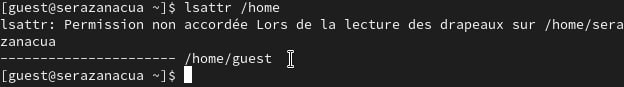 [guest@serazanacua ~]$ lsattr /home
lsattr: Permission non accordée Lors de la lecture des drapeaux sur /home/sera
zanacua
---------------------- /home/guest
[guest@serazanacua ~]$